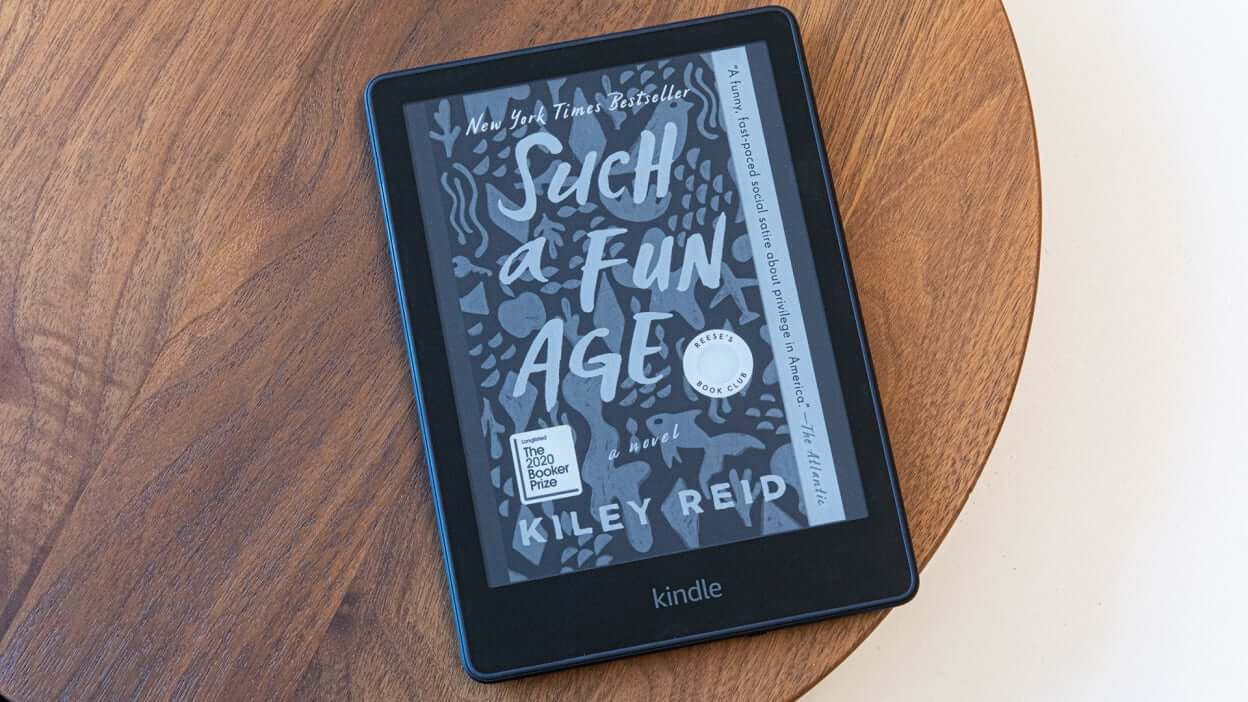 New York Times Bestseller
SUCH
a FUN
AGE
REESE'S
BOOK CLUB
a novel
Longlisted
The
2020
Booker
Prize
KILEY REID
"A funny, fast-paced social satire about privilege in America." —The Atlantic
kindle